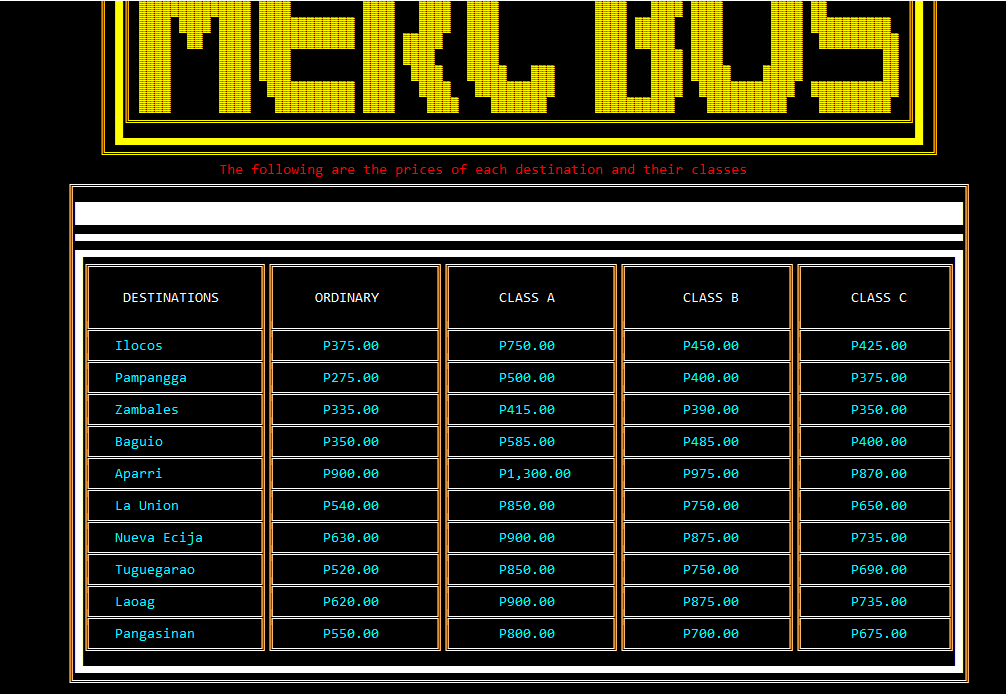 MERL BUS
The following are the prices of each destination and their classes
DESTINATIONS ORDINARY CLASS A CLASS B CLASS C
Ilocos P375.00 P750.00 P450.00 P425.00
Pampangga P275.00 P500.00 P400.00 P375.00
Zambales P335.00 P415.00 P390.00 P350.00
Baguio P350.00 P585.00 P485.00 P400.00
Aparri P900.00 P1,300.00 P975.00 P870.00
La Union P540.00 P850.00 P750.00 P650.00
Nueva Ecija P630.00 P900.00 P875.00 P735.00
Tuguegarao P520.00 P850.00 P750.00 P690.00
Laoag P620.00 P900.00 P875.00 P735.00
Pangasinan P550.00 P800.00 P700.00 P675.00